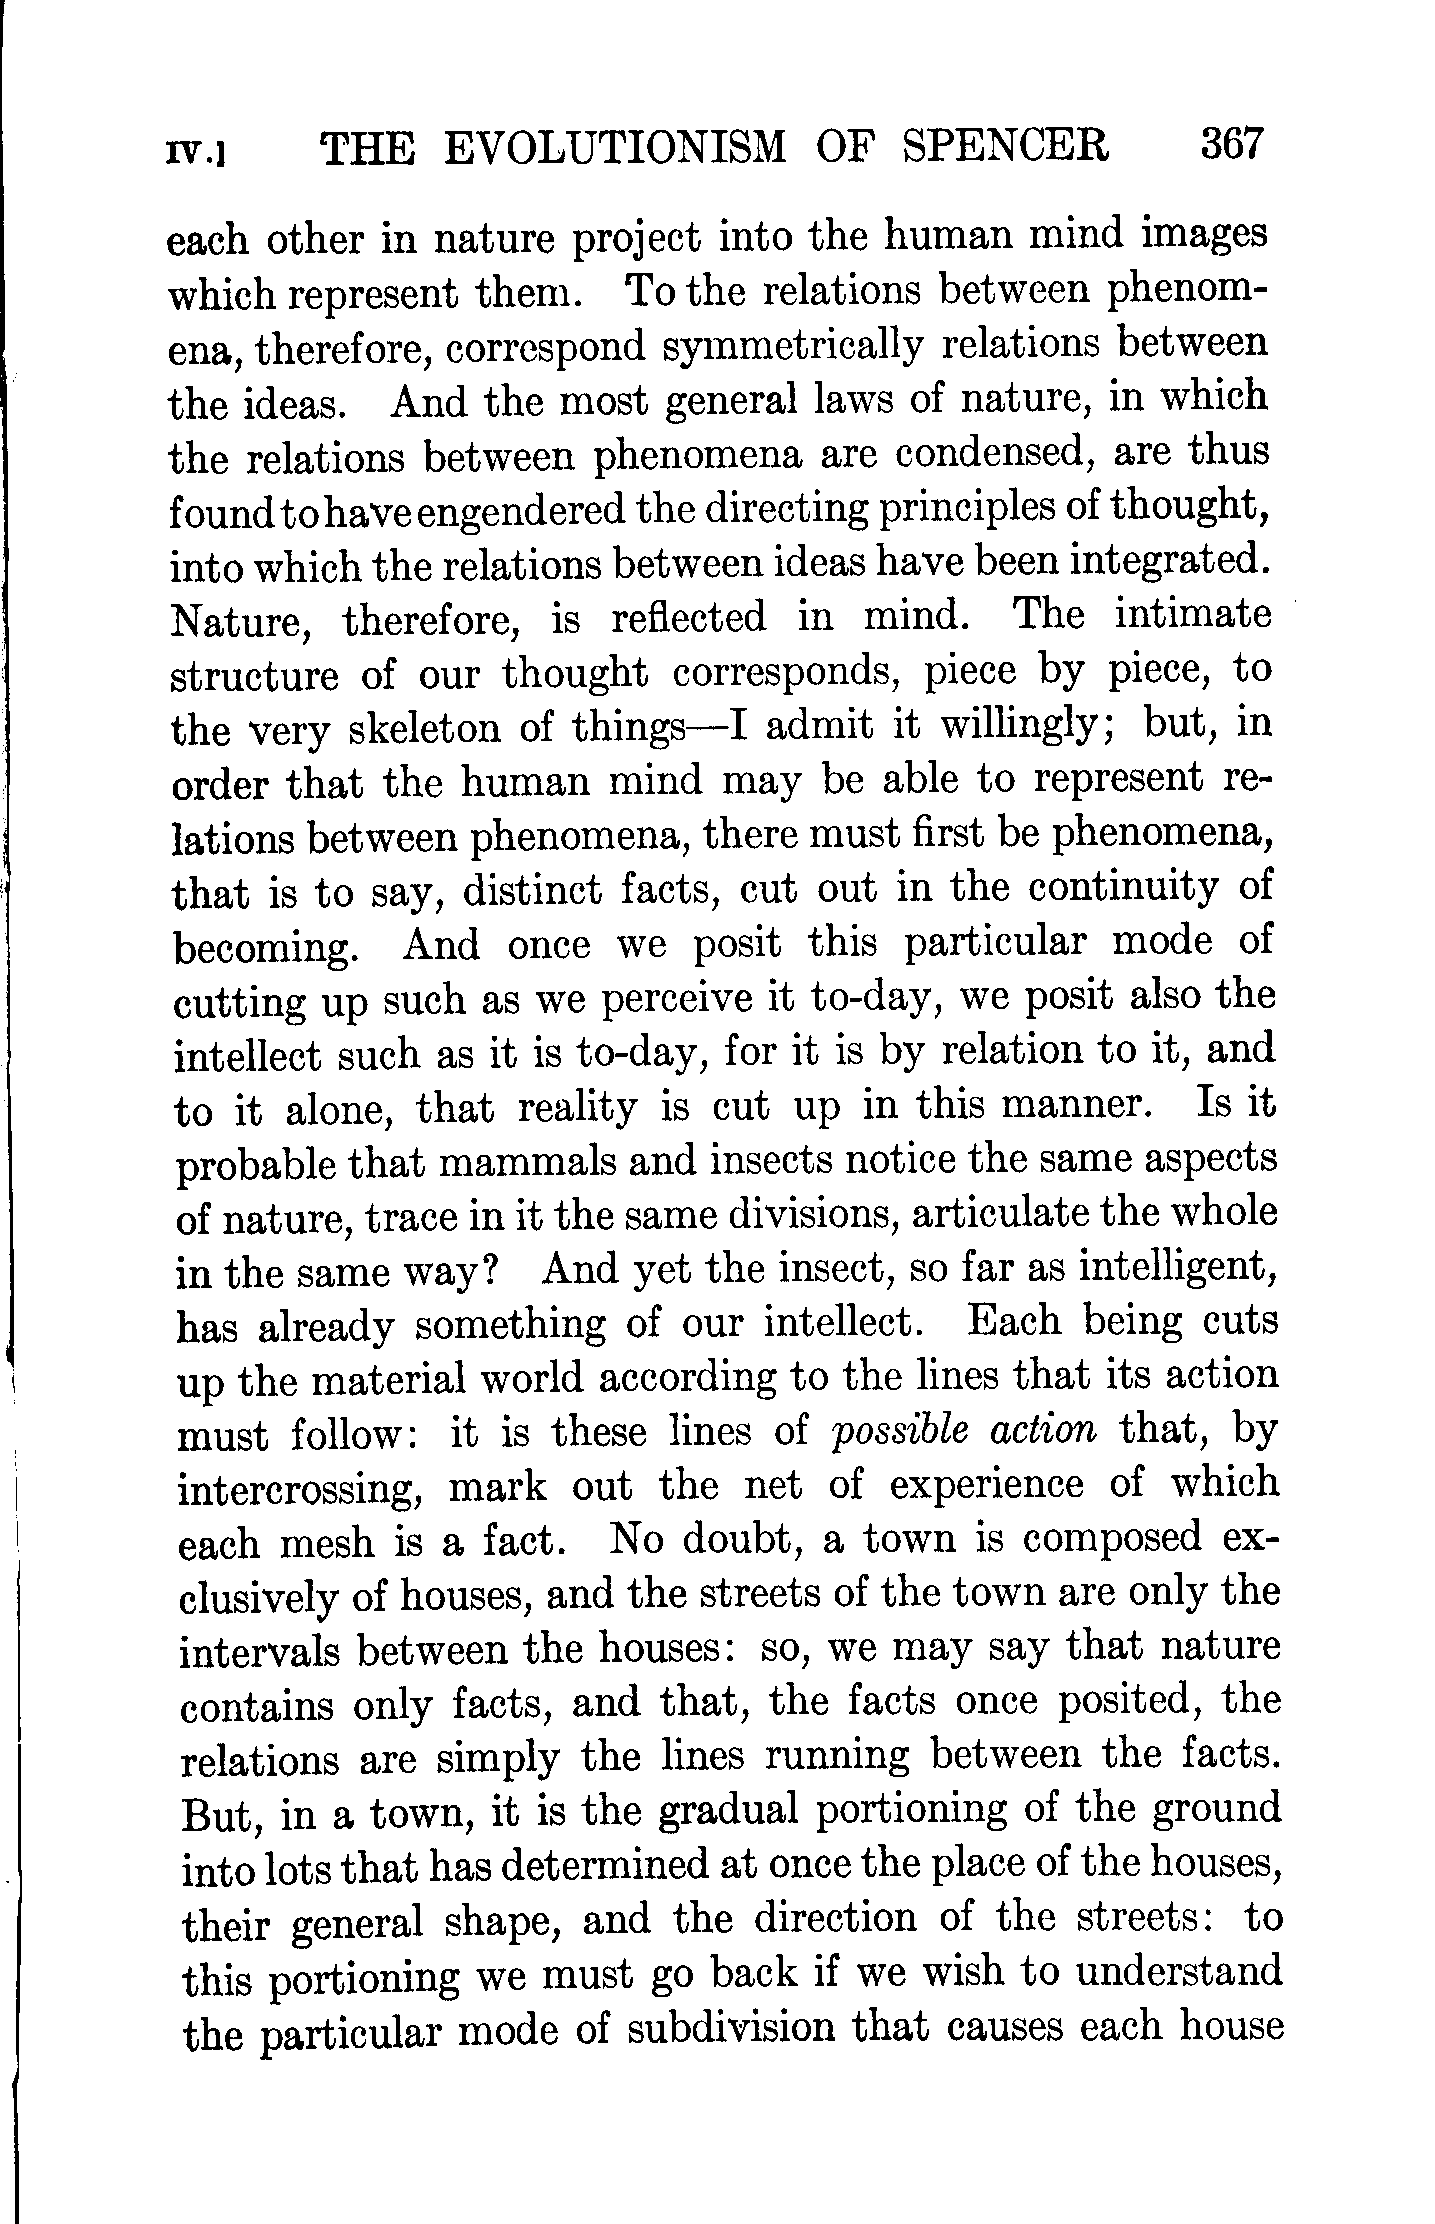 IV.] THE EVOLUTIONISM OF SPENCER 367
each other in nature project into the human mind images
which represent them. To the relations between phenom-
ena, therefore, correspond symmetrically relations between
the ideas. And the most general laws of nature, in which
the relations between phenomena are condensed, are thus
found to have engendered the directing principles of thought,
into which the relations between ideas have been integrated.
Nature, therefore, is reflected in mind. The intimate
structure of our thought corresponds, piece by piece, to
the very skeleton of things—I admit it willingly; but, in
order that the human mind may be able to represent re-
lations between phenomena, there must first be phenomena,
that is to say, distinct facts, cut out in the continuity of
becoming. And once we posit this particular mode of
cutting up such as we perceive it to-day, we posit also the
intellect such as it is to-day, for it is by relation to it, and
to it alone, that reality is cut up in this manner. Is it
probable that mammals and insects notice the same aspects
of nature, trace in it the same divisions, articulate the whole
in the same way? And yet the insect, so far as intelligent,
has already something of our intellect. Each being cuts
up the material world according to the lines that its action
must follow: it is these lines of possible action that, by
intercrossing, mark out the net of experience of which
each mesh is a fact. No doubt, a town is composed ex-
clusively of houses, and the streets of the town are only the
intervals between the houses: so, we may say that nature
contains only facts, and that, the facts once posited, the
relations are simply the lines running between the facts.
But, in a town, it is the gradual portioning of the ground
into lots that has determined at once the place of the houses,
their general shape, and the direction of the streets: to
this portioning we must go back if we wish to understand
the particular mode of subdivision that causes each house